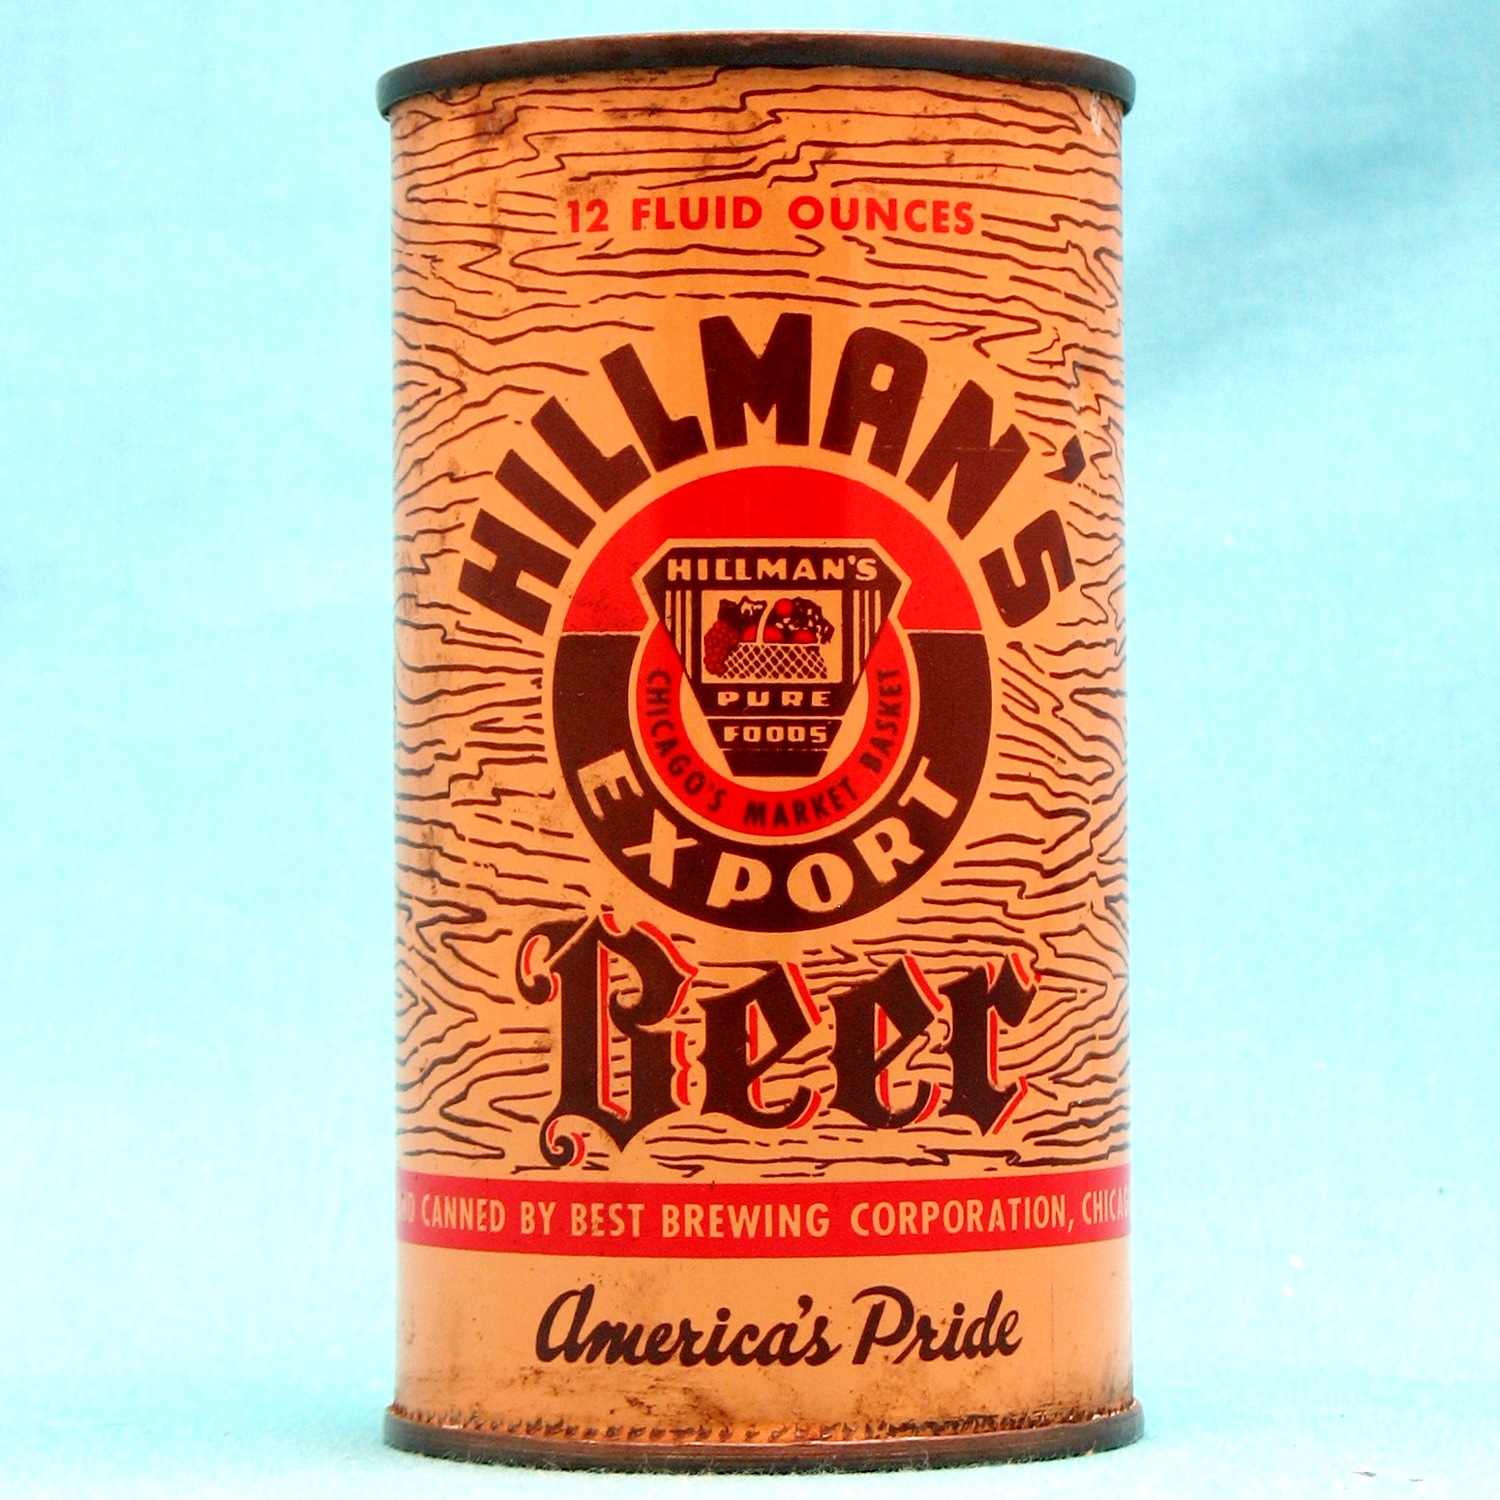 12 FLUID OUNCES
HILLMAN'S
HILLMAN'S
PURE
FOODS
CHICAGO'S MARKET BASKET
EXPORT
Beer
CANNED BY BEST BREWING CORPORATION,
America's Pride